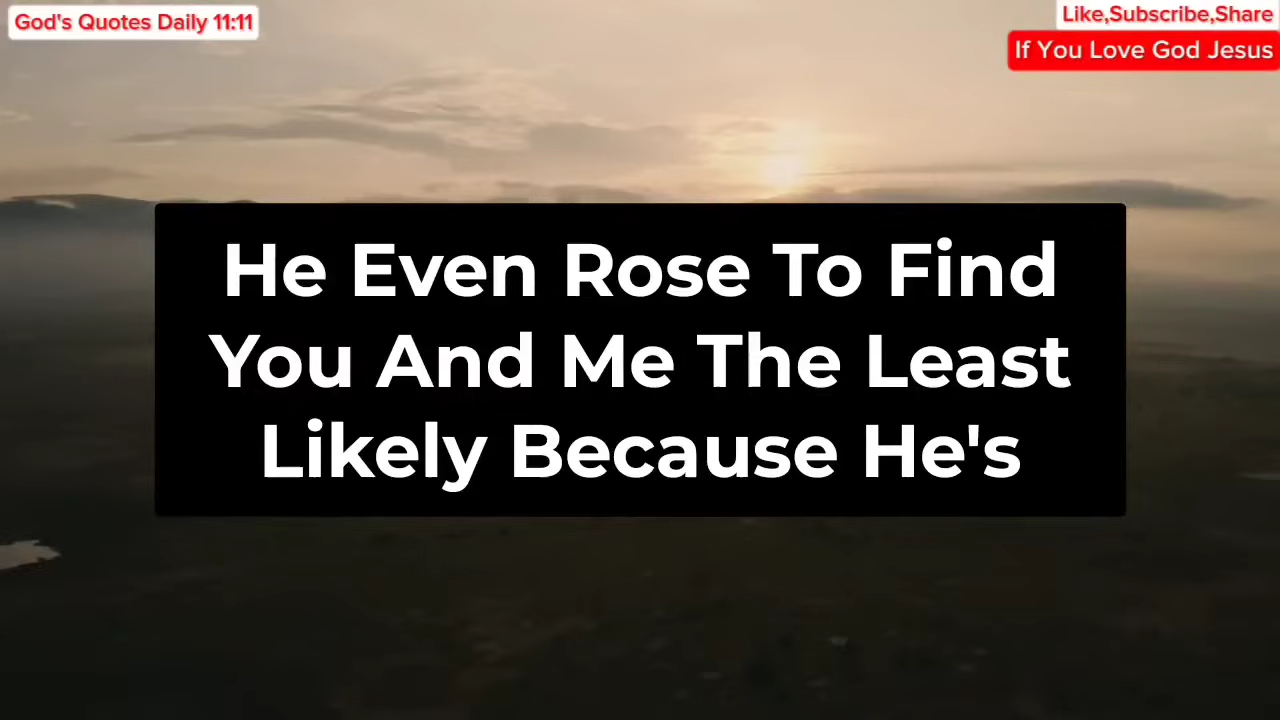 God's Quotes Daily 11:11
Like,Subscribe,Share
If You Love God Jesus
He Even Rose To Find
You And Me The Least
Likely Because He's